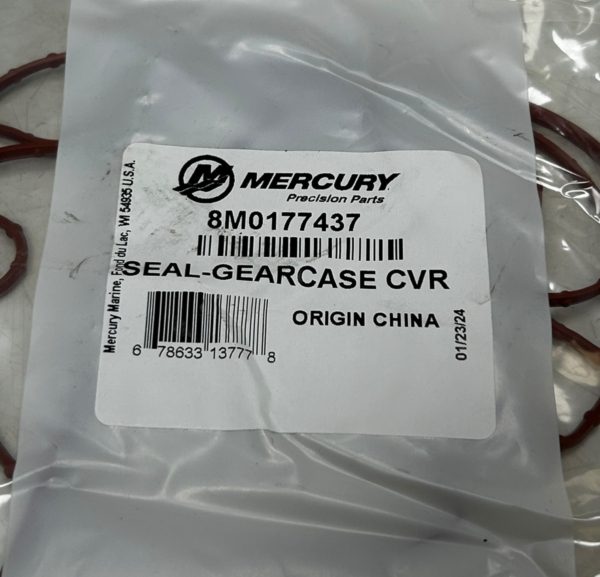 MERCURY
Precision Parts
8M0177437
SEAL-GEARCASE CVR
ORIGIN CHINA
6 78633 13777 8
01/23/24
Mercury Marine, Fond du Lac, WI 54935 U.S.A.